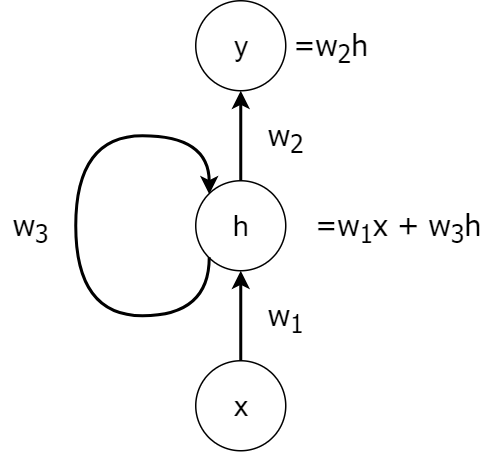 y =w₂h
w₂
w₃ h =w₁x + w₃h
w₁
x